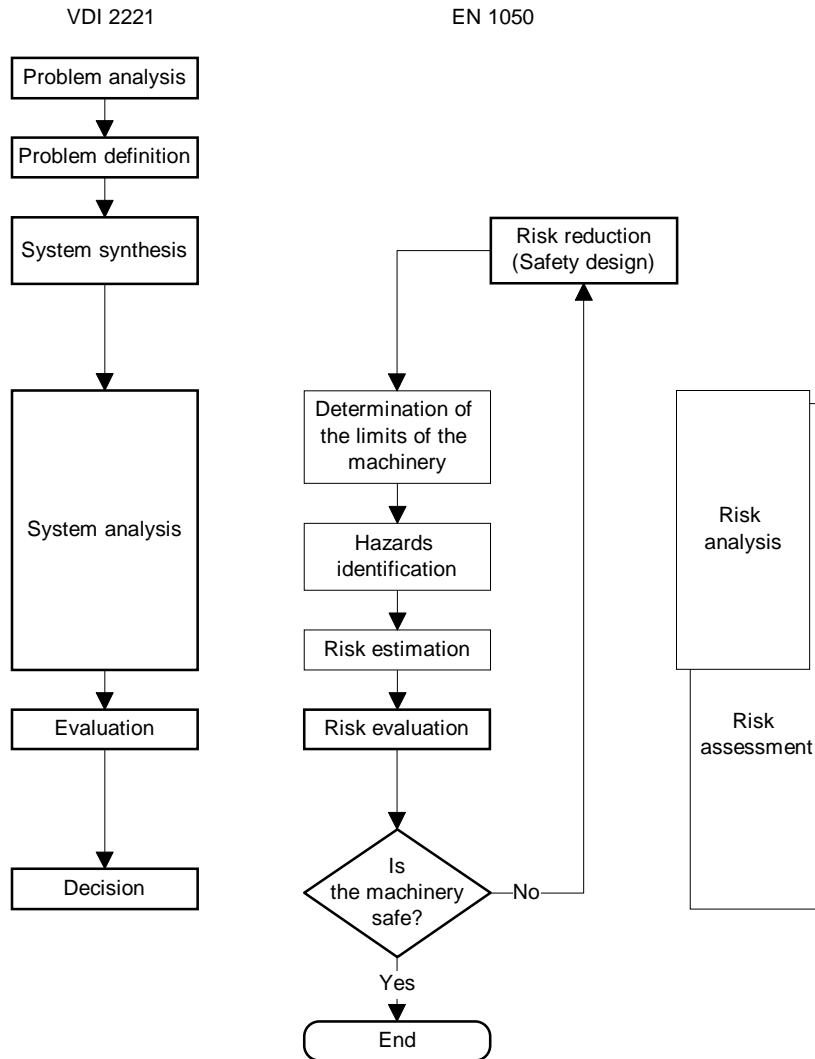 VDI 2221
EN 1050
Problem analysis
Problem definition
System synthesis
Risk reduction
(Safety design)
Determination of
the limits of the
machinery
System analysis
Hazards
identification
Risk
analysis
Risk estimation
Evaluation
Risk evaluation
Risk
assessment
Is
the machinery
safe?
No
Decision
Yes
End